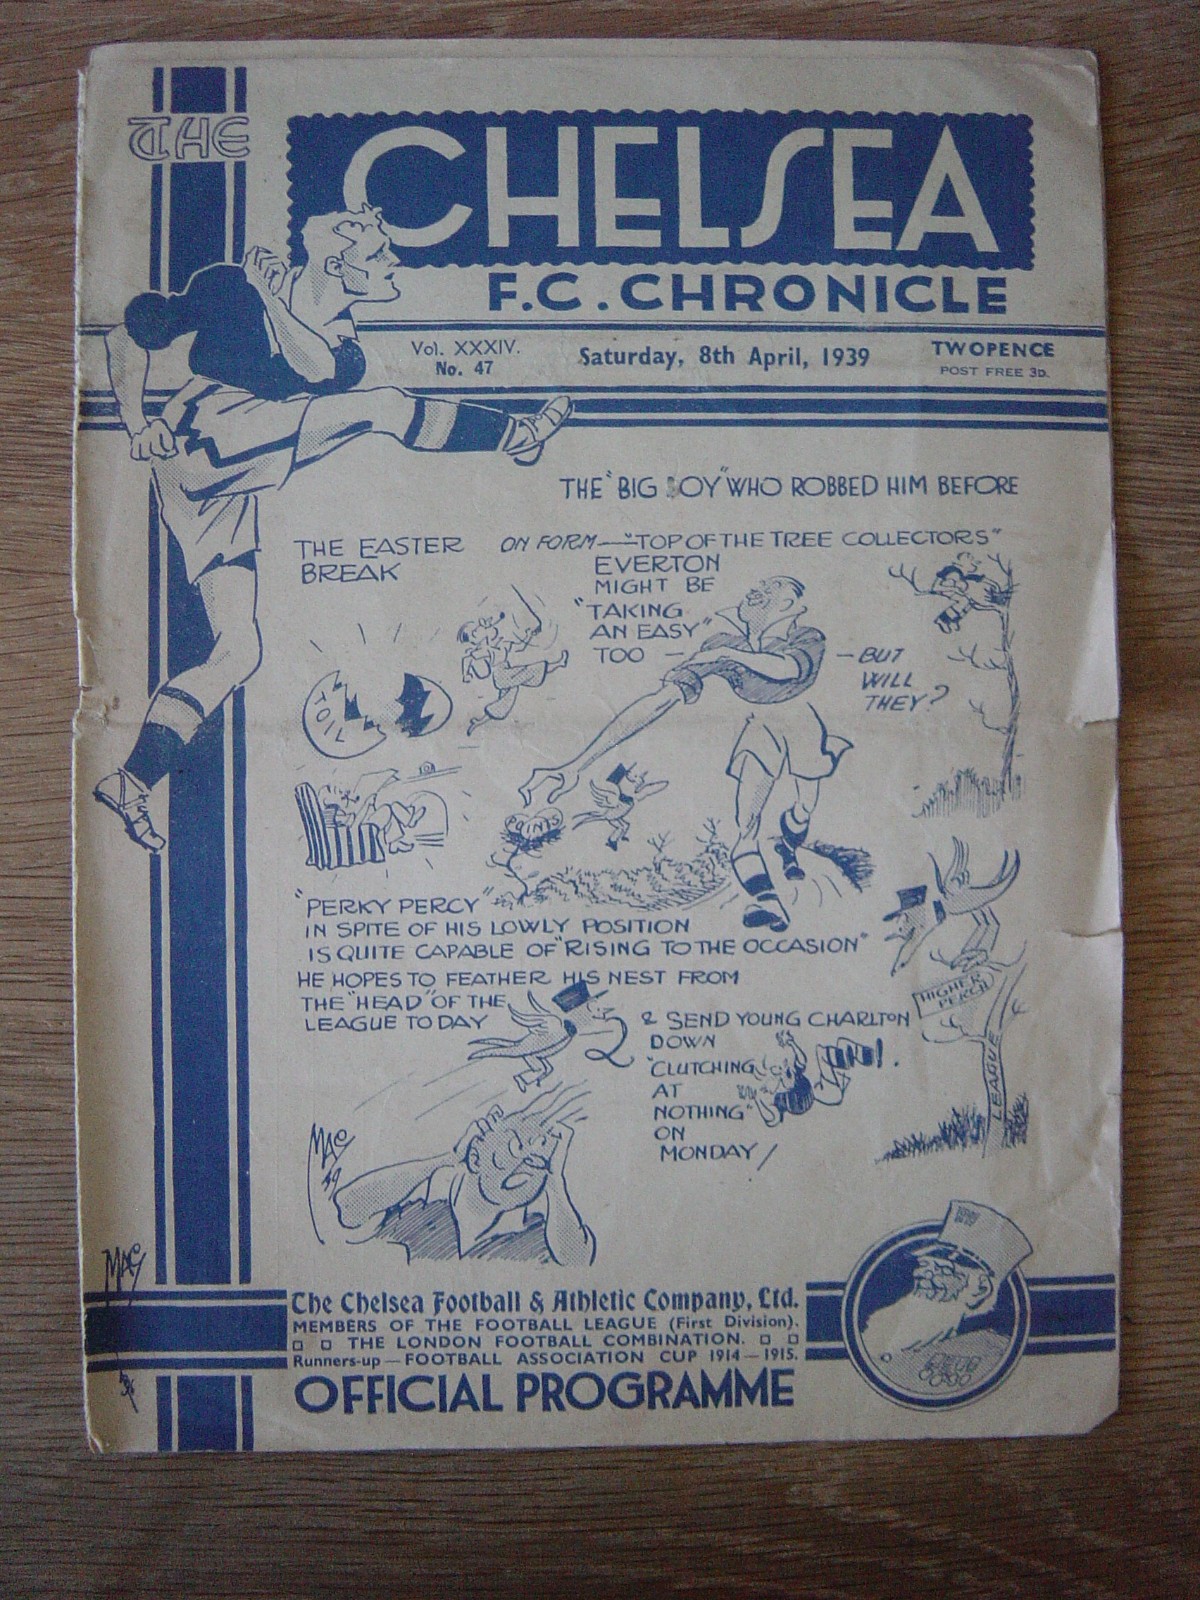 THE
CHELSEA
F.C. CHRONICLE
Vol. XXXIV.
No. 47
Saturday, 8th April, 1939
TWOPENCE
POST FREE 3D.
THE "BIG BOY" WHO ROBBED HIM BEFORE
THE EASTER
BREAK
ON FORM — "TOP OF THE TREE COLLECTORS"
EVERTON
MIGHT BE
"TAKING
AN EASY"
TOO —
— BUT
WILL
THEY?
TOIL
POINTS
"PERKY PERCY"
IN SPITE OF HIS LOWLY POSITION
IS QUITE CAPABLE OF "RISING TO THE OCCASION"
HE HOPES TO FEATHER HIS NEST FROM
THE "HEAD" OF THE
LEAGUE TODAY
HIGHER
PERCH
LEAGUE
& SEND YOUNG CHARLTON
DOWN
"CLUTCHING
AT
NOTHING"
ON
MONDAY!
MAC
39
MAC
The Chelsea Football & Athletic Company, Ltd.
MEMBERS OF THE FOOTBALL LEAGUE (First Division).
THE LONDON FOOTBALL COMBINATION.
Runners-up — FOOTBALL ASSOCIATION CUP 1914 — 1915.
OFFICIAL PROGRAMME